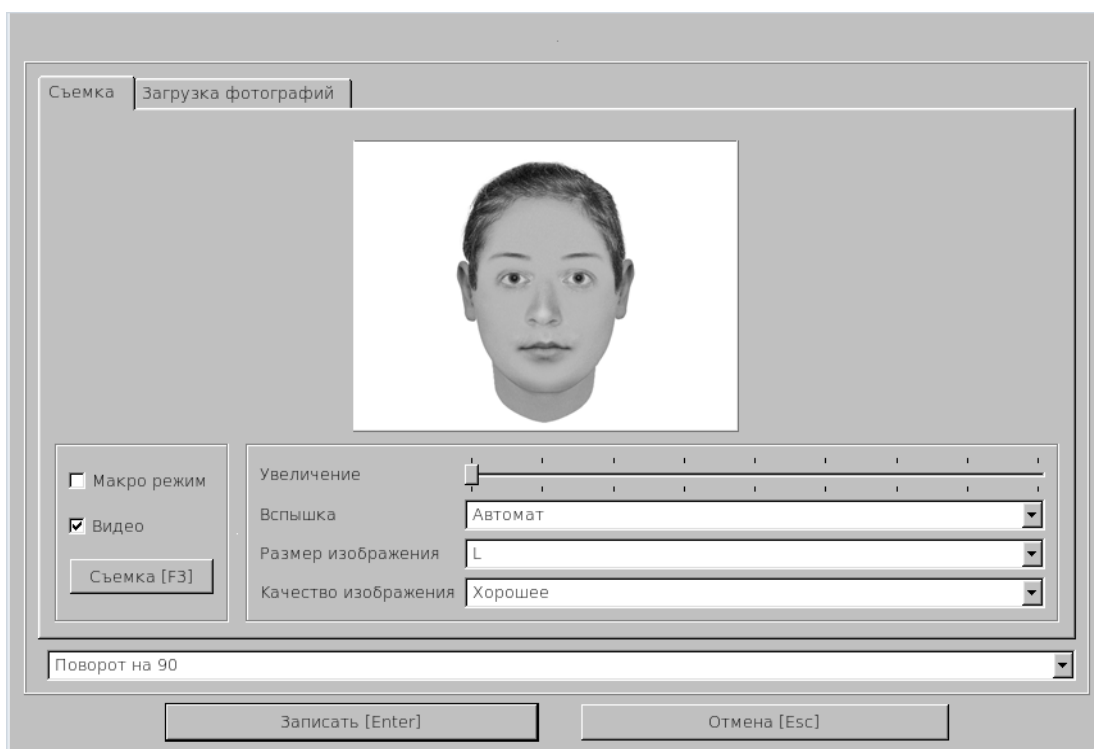 Съемка
Загрузка фотографий
Макро режим
Видео
Съемка [F3]
Увеличение
Вспышка
Автомат
Размер изображения
L
Качество изображения
Хорошее
Поворот на 90
Записать [Enter]
Отмена [Esc]